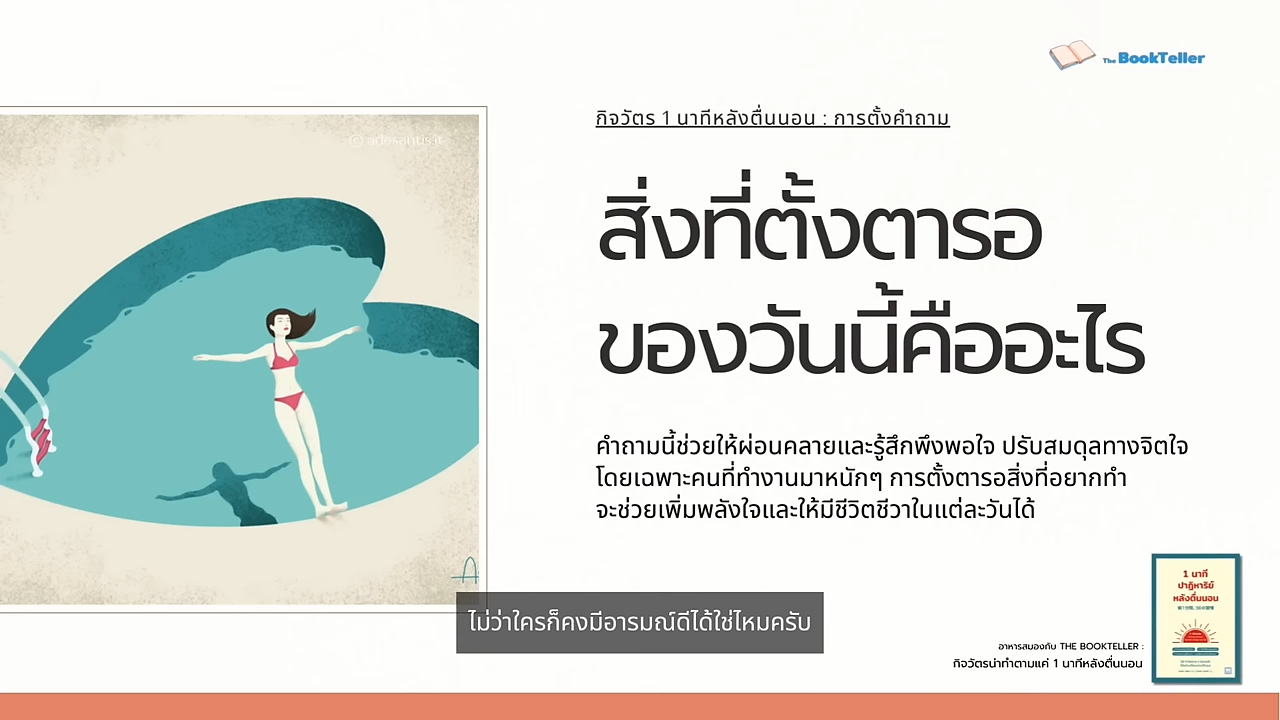 The BookTeller
กิจวัตร 1 นาทีหลังตื่นนอน : การตั้งคำถาม
© adesantis.it
สิ่งที่ตั้งตารอ
ของวันนี้คืออะไร
คำถามนี้ช่วยให้ผ่อนคลายและรู้สึกพึงพอใจ ปรับสมดุลทางจิตใจ
โดยเฉพาะคนที่ทำงานมาหนักๆ การตั้งตารอสิ่งที่อยากทำ
จะช่วยเพิ่มพลังใจและให้มีชีวิตชีวาในแต่ละวันได้
ไม่ว่าใครก็คงมีอารมณ์ดีได้ใช่ไหมครับ
1 นาที
ปาฏิหาริย์
หลังตื่นนอน
อาหารสมองกับ THE BOOKTELLER :
กิจวัตรน่าทำตามแค่ 1 นาทีหลังตื่นนอน